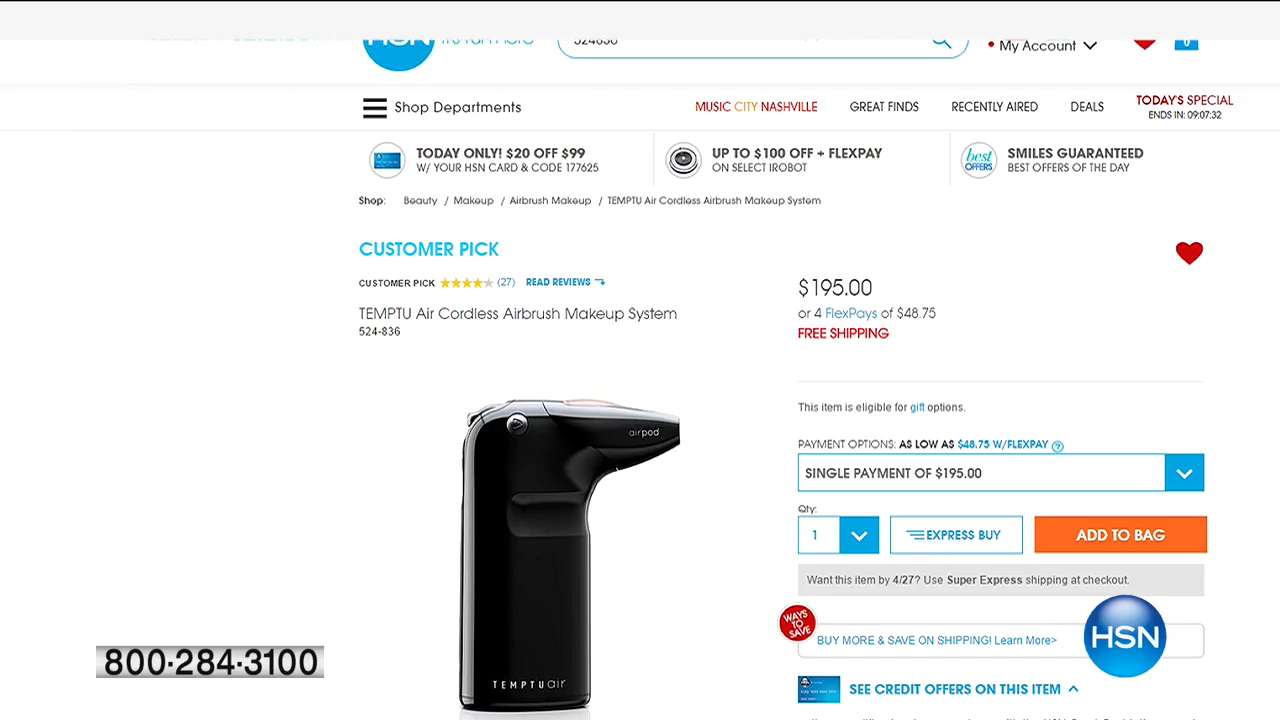 HSN
524836
My Account
0
Shop Departments
MUSIC CITY NASHVILLE
GREAT FINDS
RECENTLY AIRED
DEALS
TODAY'S SPECIAL
ENDS IN: 09:07:32
TODAY ONLY! $20 OFF $99
W/ YOUR HSN CARD & CODE 177625
UP TO $100 OFF + FLEXPAY
ON SELECT IROBOT
best
OFFERS
SMILES GUARANTEED
BEST OFFERS OF THE DAY
Shop: Beauty / Makeup / Airbrush Makeup / TEMPTU Air Cordless Airbrush Makeup System
CUSTOMER PICK
CUSTOMER PICK (27) READ REVIEWS
TEMPTU Air Cordless Airbrush Makeup System
524-836
$195.00
or 4 FlexPays of $48.75
FREE SHIPPING
This item is eligible for gift options.
PAYMENT OPTIONS: AS LOW AS $48.75 W/FLEXPAY ?
SINGLE PAYMENT OF $195.00
Qty:
1
EXPRESS BUY
ADD TO BAG
Want this item by 4/27? Use Super Express shipping at checkout.
WAYS
TO
SAVE
BUY MORE & SAVE ON SHIPPING! Learn More>
HSN
SEE CREDIT OFFERS ON THIS ITEM
airpod
TEMPTUair
800·284·3100